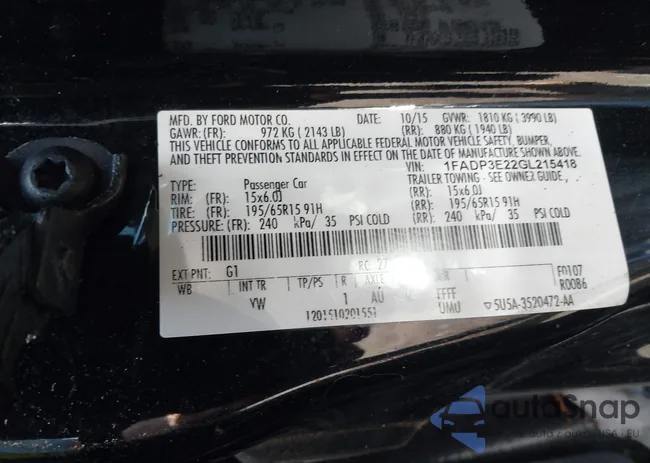 MFD. BY FORD MOTOR CO. DATE: 10/15 GVWR: 1810 KG ( 3990 LB)
GAWR: (FR): 972 KG ( 2143 LB) (RR): 880 KG ( 1940 LB)
THIS VEHICLE CONFORMS TO ALL APPLICABLE
FEDERAL MOTOR VEHICLE SAFETY, BUMPER,
AND THEFT PREVENTION STANDARDS IN EFFECT ON THE
DATE OF MANUFACTURE SHOWN ABOVE.
VIN: 1FADP3E22GL215418
TYPE: Passenger Car TRAILER TOWING - SEE OWNER GUIDE .
RIM: (FR): 15x6.0J (RR): 15x6.0J
TIRE: (FR): 195/65R15 91H (RR): 195/65R15 91H
PRESSURE: (FR): 240 kPa/ 35 PSI COLD (RR): 240 kPa/ 35 PSI COLD
EXT PNT: G1 RC: 27 F0107
WB INT TR TP/PS R AXLE TR R0086
VW 1 AU FFFF
1201510201551 UMU 5U5A-3520472-AA
autoSnap